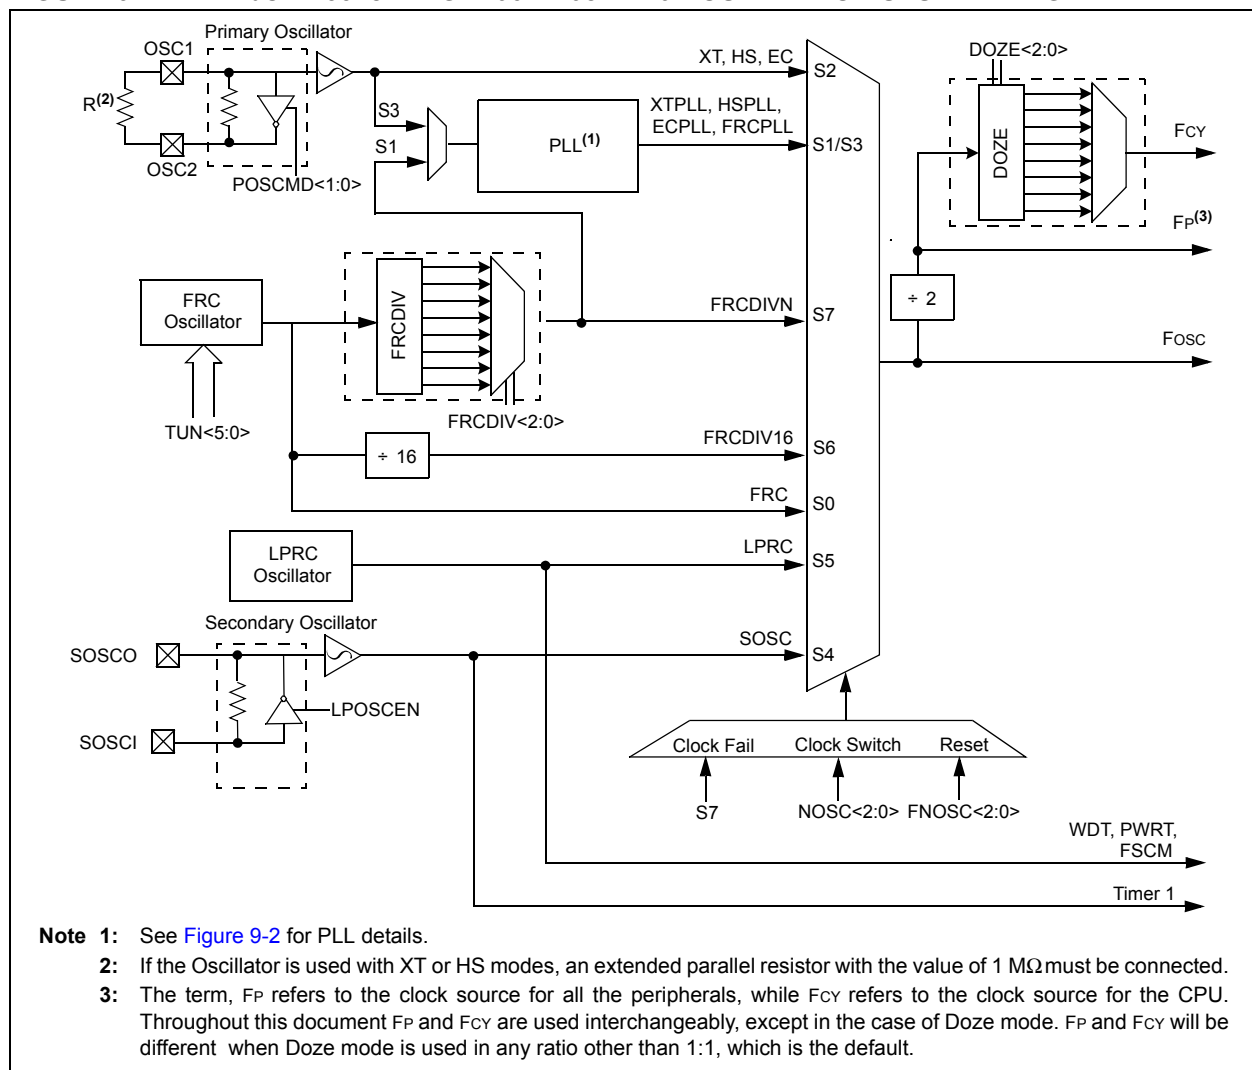 Primary Oscillator
OSC1
R(2)
OSC2
POSCMD<1:0>
S3
S1
PLL(1)
XT, HS, EC
XTPLL, HSPLL,
ECPLL, FRCPLL
S2
S1/S3
DOZE<2:0>
DOZE
FCY
FP(3)
÷ 2
FOSC
FRC
Oscillator
TUN<5:0>
FRCDIV
FRCDIV<2:0>
FRCDIVN
S7
÷ 16
FRCDIV16
S6
FRC
S0
LPRC
Oscillator
LPRC
S5
Secondary Oscillator
SOSCO
SOSCI
LPOSCEN
SOSC
S4
Clock Fail
Clock Switch
Reset
S7
NOSC<2:0>
FNOSC<2:0>
WDT, PWRT,
FSCM
Timer 1
Note 1: See Figure 9-2 for PLL details.
2: If the Oscillator is used with XT or HS modes, an extended parallel resistor with the value of 1 MΩ must be connected.
3: The term, FP refers to the clock source for all the peripherals, while FCY refers to the clock source for the CPU.
Throughout this document FP and FCY are used interchangeably, except in the case of Doze mode. FP and FCY will be
different when Doze mode is used in any ratio other than 1:1, which is the default.